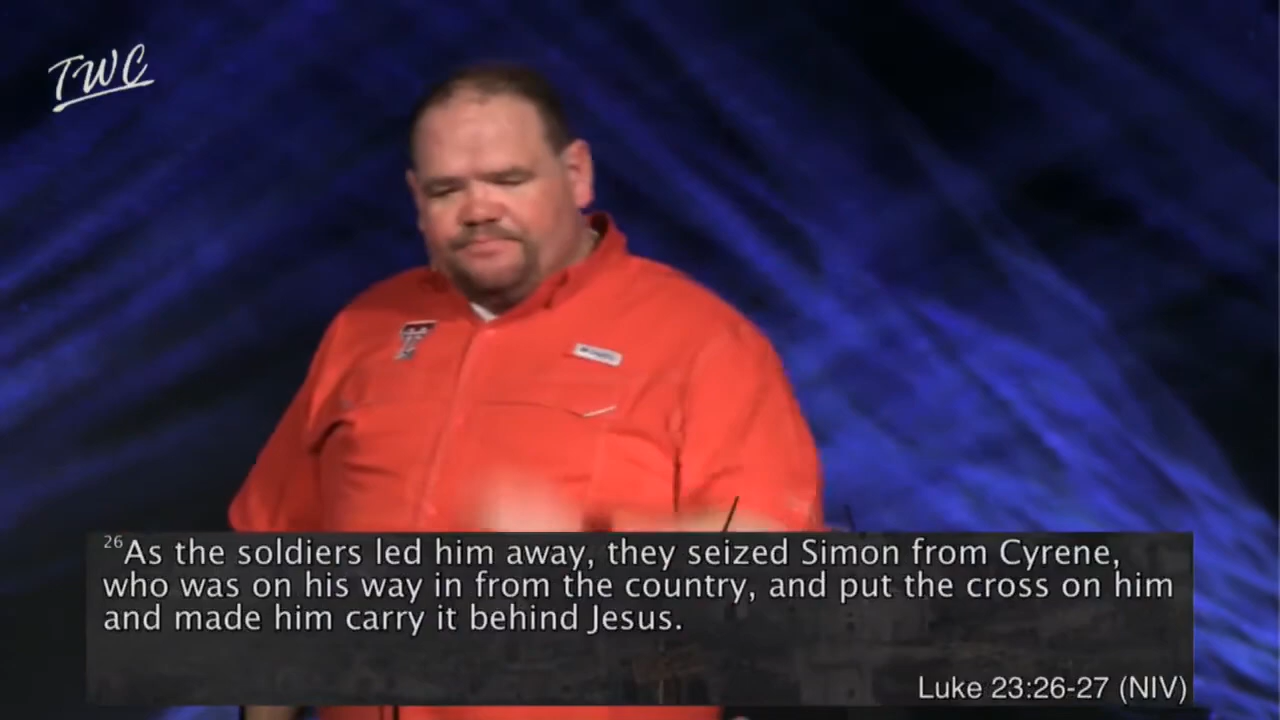 TWC
26As the soldiers led him away, they seized Simon from Cyrene,
who was on his way in from the country, and put the cross on him
and made him carry it behind Jesus.
Luke 23:26-27 (NIV)